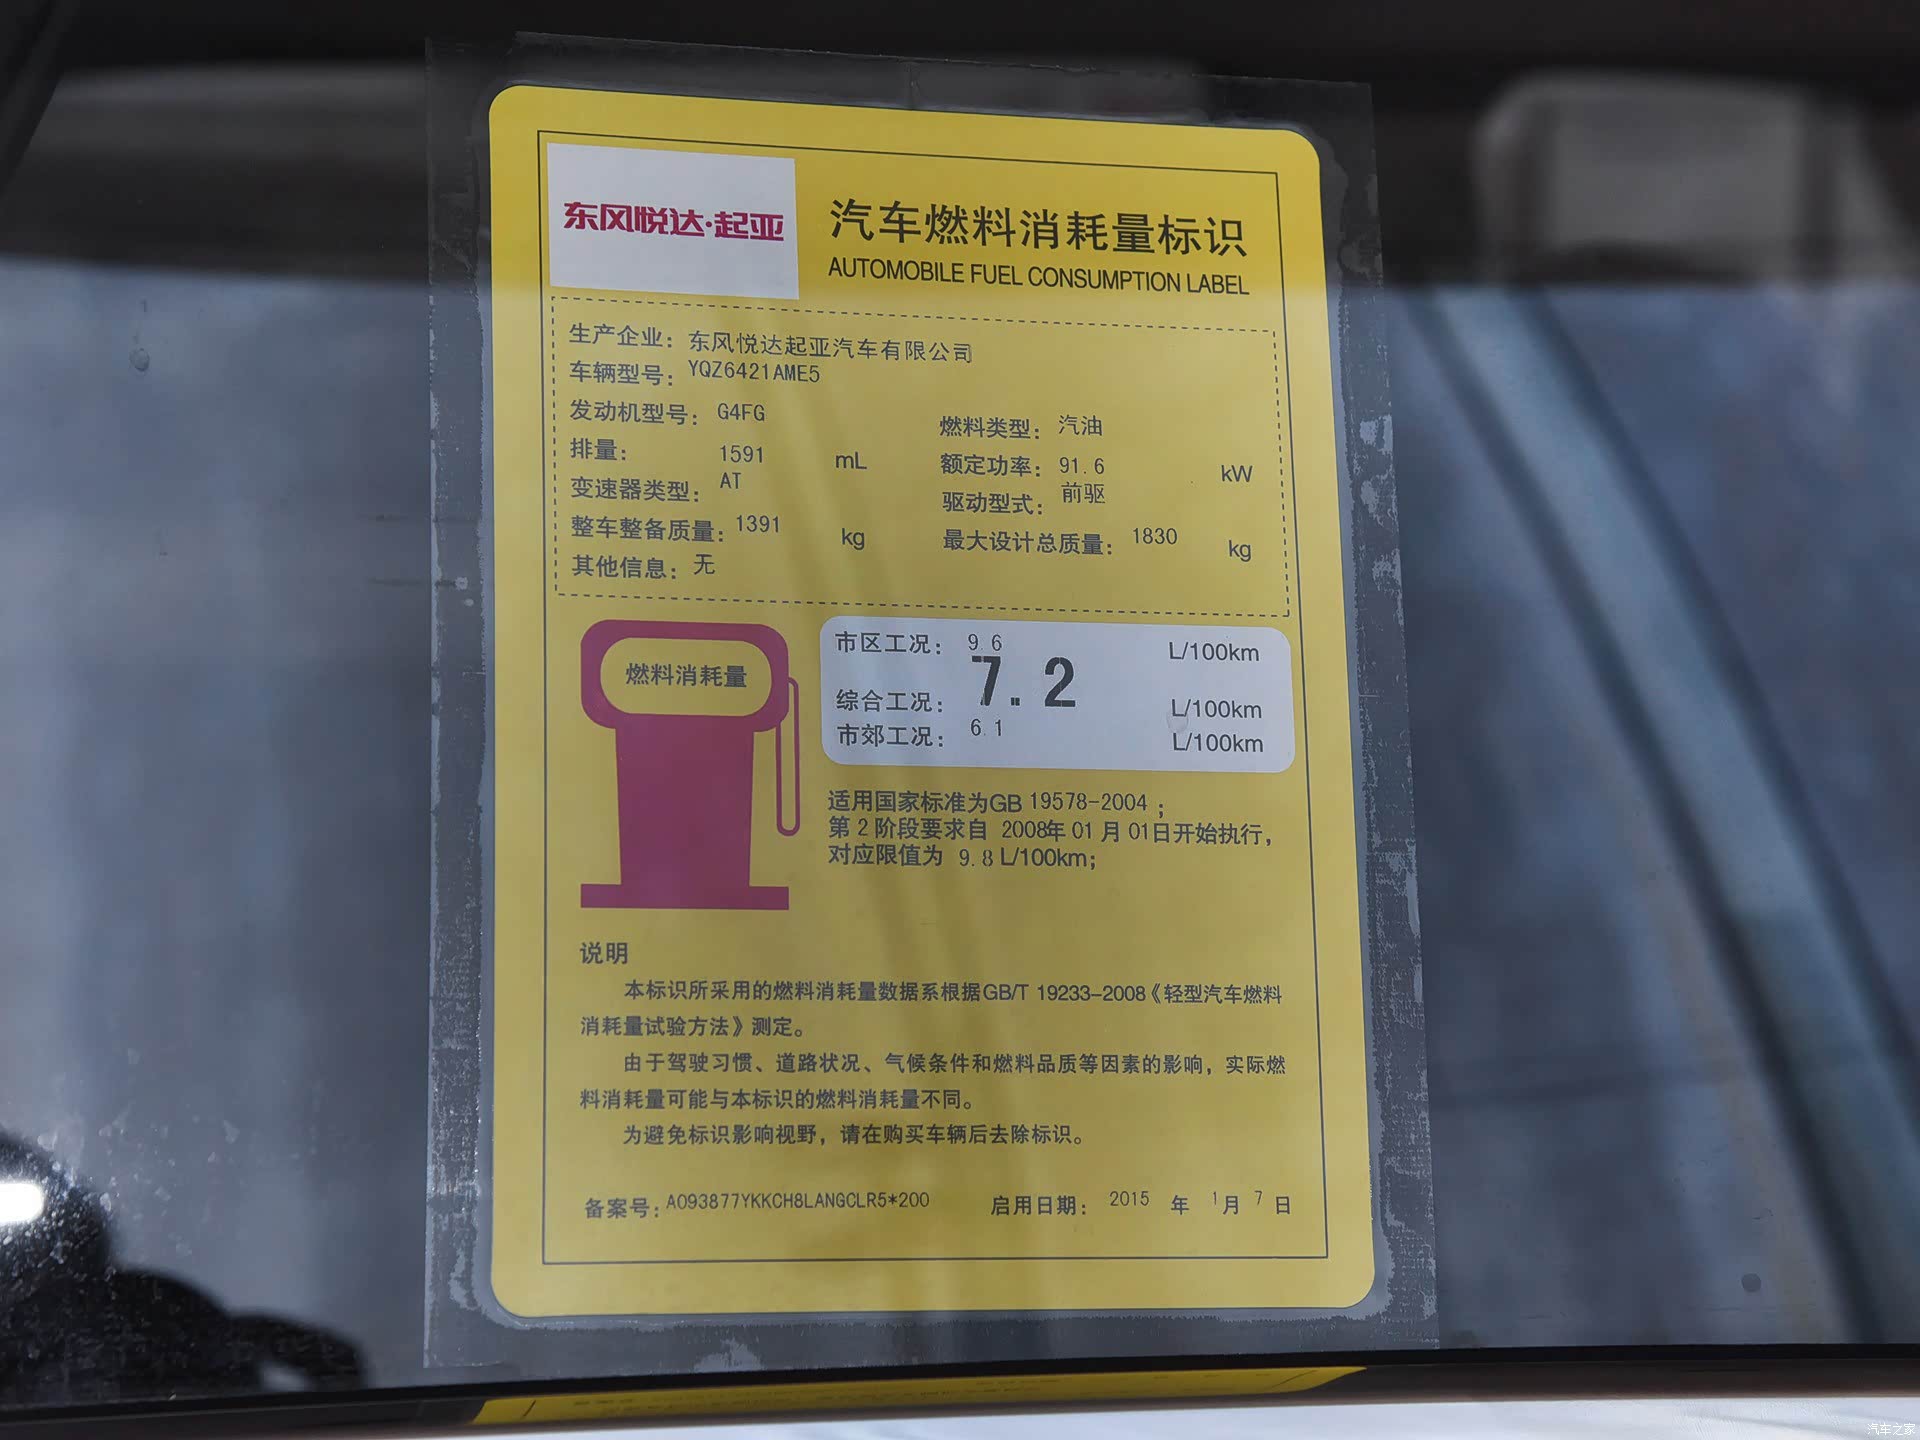 东风悦达·起亚
汽车燃料消耗量标识
AUTOMOBILE FUEL CONSUMPTION LABEL
生产企业: 东风悦达起亚汽车有限公司
车辆型号: YQZ6421AME5
发动机型号: G4FG
燃料类型: 汽油
排量: 1591 mL
额定功率: 91.6 kW
变速器类型: AT
驱动型式: 前驱
整车整备质量: 1391 kg
最大设计总质量: 1830 kg
其他信息: 无
燃料消耗量
市区工况: 9.6 L/100km
综合工况: 7.2 L/100km
市郊工况: 6.1 L/100km
适用国家标准为GB 19578-2004；
第 2 阶段要求自 2008年 01 月 01日开始执行，
对应限值为 9.8 L/100km；
说明
本标识所采用的燃料消耗量数据系根据GB/T 19233-2008《轻型汽车燃料
消耗量试验方法》测定。
由于驾驶习惯、道路状况、气候条件和燃料品质等因素的影响，实际燃
料消耗量可能与本标识的燃料消耗量不同。
为避免标识影响视野，请在购买车辆后去除标识。
备案号: A093877YKKCH8LANGCLR5*200 启用日期: 2015 年 1月 7 日
汽车之家